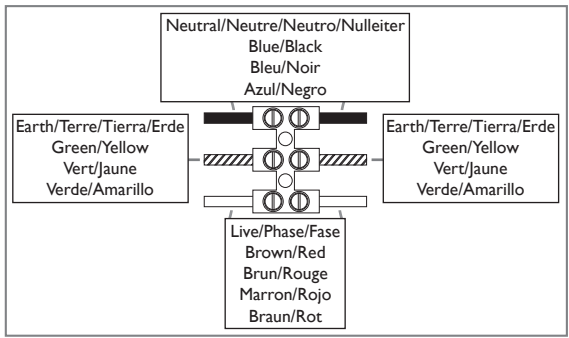 Neutral/Neutre/Neutro/Nulleiter
Blue/Black
Bleu/Noir
Azul/Negro
Earth/Terre/Tierra/Erde
Green/Yellow
Vert/Jaune
Verde/Amarillo
Earth/Terre/Tierra/Erde
Green/Yellow
Vert/Jaune
Verde/Amarillo
Live/Phase/Fase
Brown/Red
Brun/Rouge
Marron/Rojo
Braun/Rot